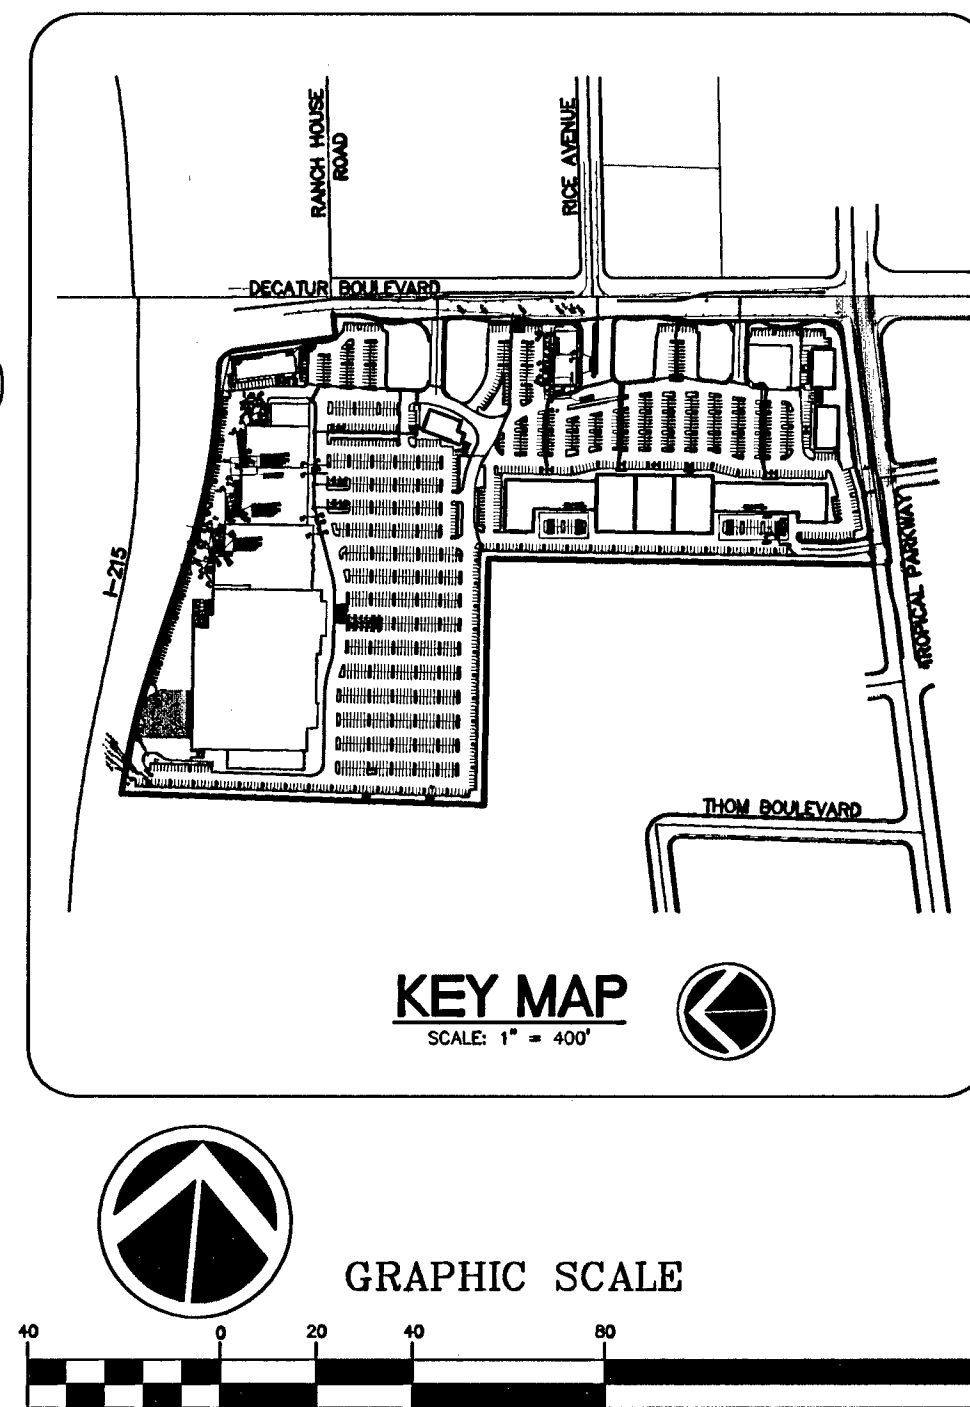 RANCH HOUSE
ROAD
RICE AVENUE
DECATUR BOULEVARD
I-215
TROPICAL PARKWAY
THOM BOULEVARD
KEY MAP
SCALE: 1" = 400'
GRAPHIC SCALE
40 0 20 40 80